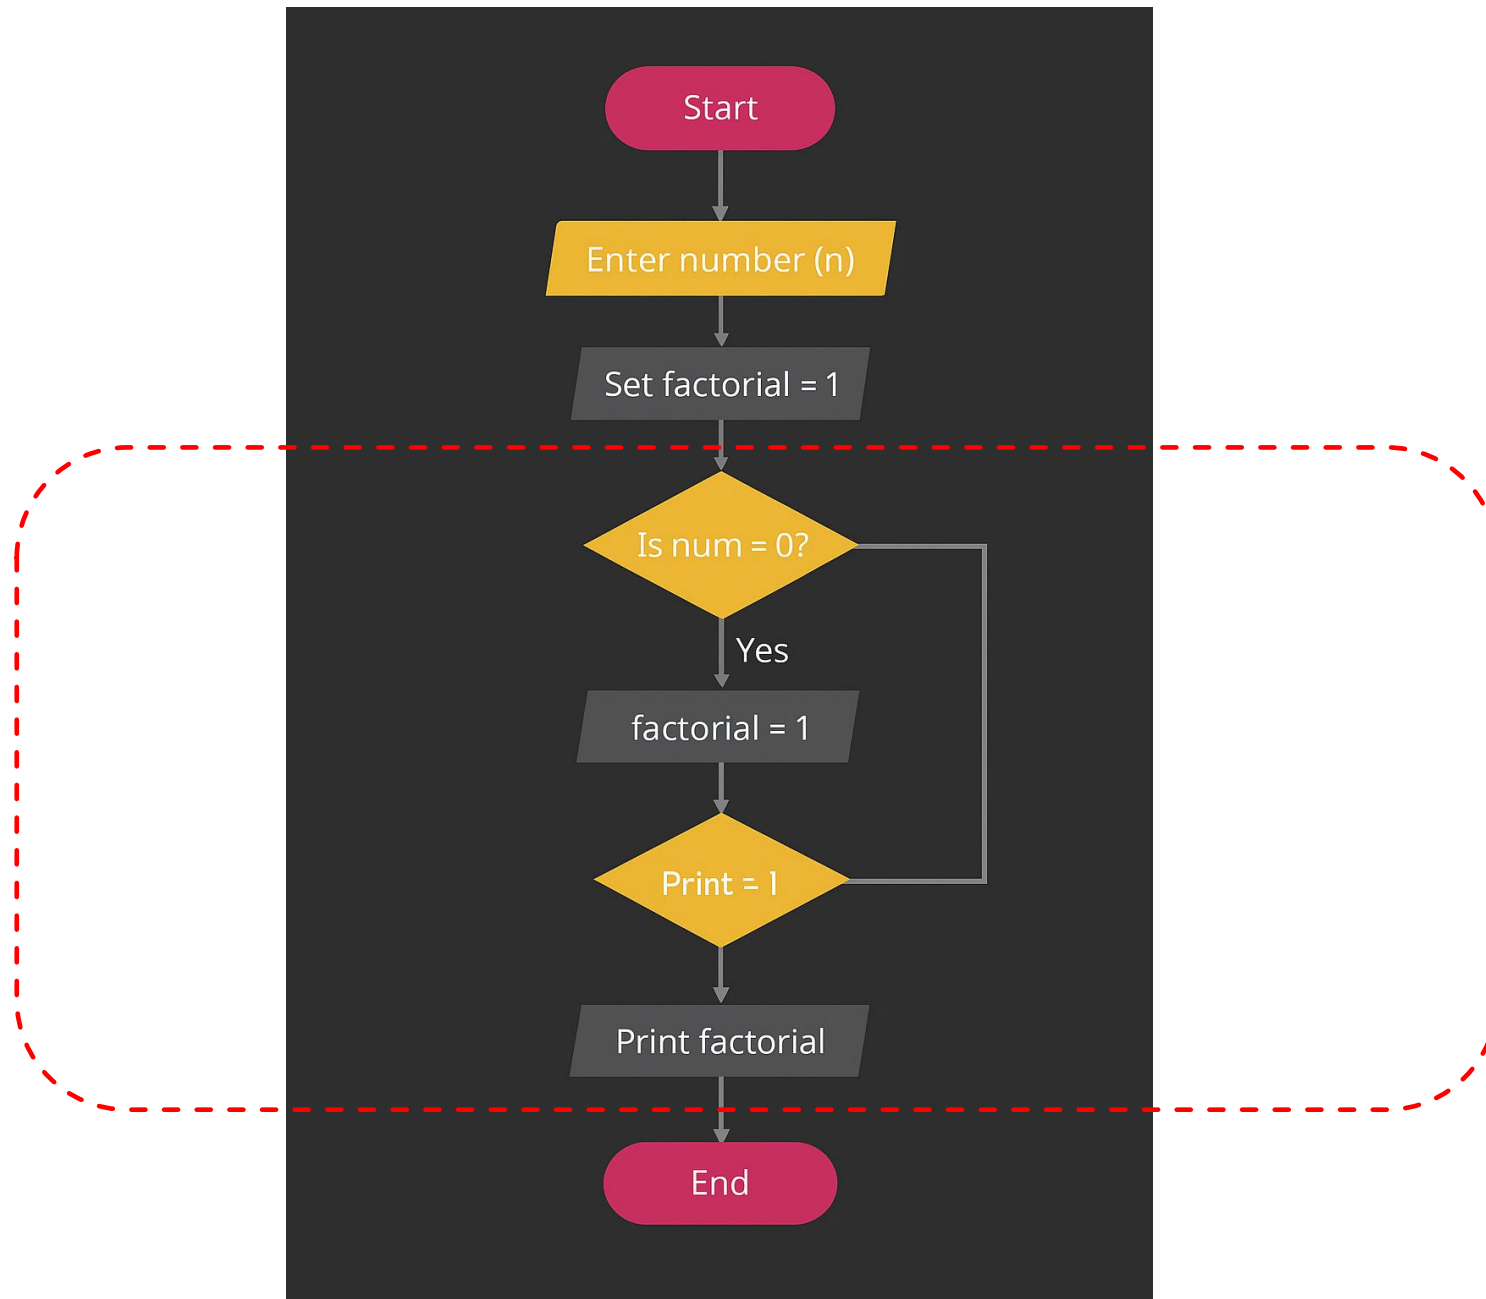 Start
Enter number (n)
Set factorial = 1
Is num = 0?
Yes
factorial = 1
Print = 1
Print factorial
End